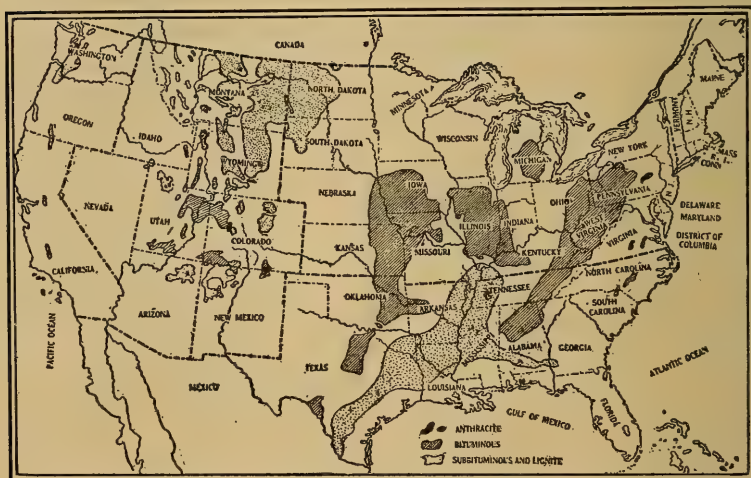 CANADA
WASHINGTON
MAINE
MONTANA
NORTH DAKOTA
MINNESOTA
VERMONT
N.H.
OREGON
IDAHO
SOUTH DAKOTA
WISCONSIN
MICHIGAN
NEW YORK
MASS
CONN
WYOMING
IOWA
PENNSYLVANIA
NEBRASKA
NEVADA
UTAH
ILLINOIS
INDIANA
OHIO
DELAWARE
MARYLAND
WEST
VIRGINIA
VIRGINIA
DISTRICT OF
COLUMBIA
COLORADO
KANSAS
MISSOURI
KENTUCKY
CALIFORSIA
NORTH CAROLINA
TENNESSEE
OKLAHOMA
ARKANSAS
SOUTH
CAROLINA
ARIZONA
NEW MEXICO
ALABAMA
GEORGIA
PACIFIC OCEAN
TEXAS
ATLANTIC OCEAN
MEXICO
LOUISIANA
FLORIDA
GULF OF MEXICO
ANTHRACITE
BITUMINOUS
SUBBITUMINOUS AND LIGNITE